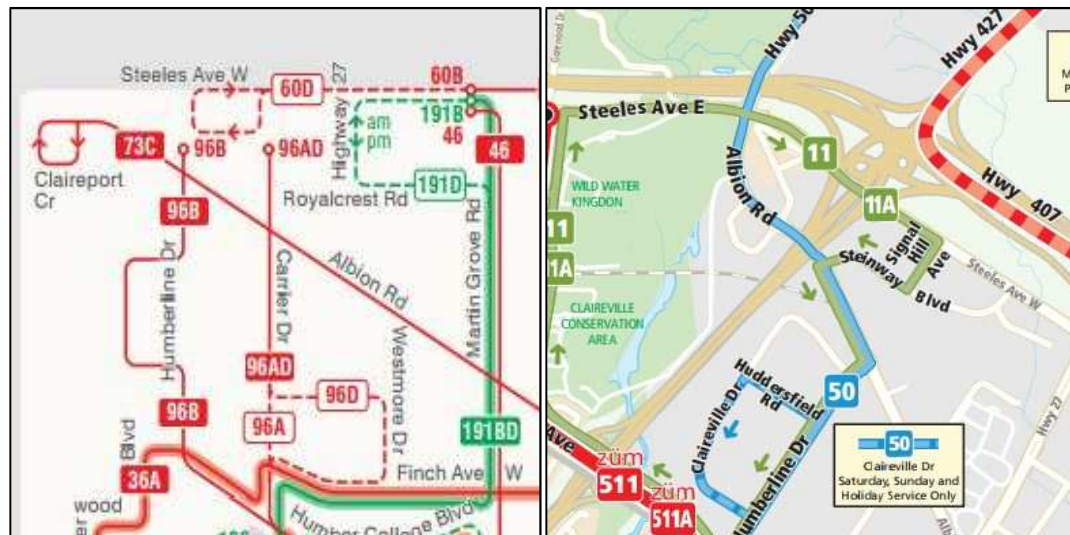 Steeles Ave W
60D
Highway 27
60B
191B
46
am
pm
46
73C
96B
96AD
Claireport
Cr
191D
Royalcrest Rd
96B
Humberline Dr
Carrier Dr
Albion Rd
Martin Grove Rd
Westmore Dr
96AD
96D
96B
96A
191BD
Blvd
36A
Finch Ave W
wood
Humber College Blvd
Hwy 50
Hwy 427
Gorewood Dr
Steeles Ave E
11
Albion Rd
Hwy 407
11A
WILD WATER
KINGDON
11
Signal
Hill
Ave
Steinway Blvd
Steeles Ave W
CLAIREVILLE
CONSERVATION
AREA
Huddersfield
Rd
50
Claireville Dr
Humberline Dr
Hwy 27
Ave
züm
511
züm
511A
50
Claireville Dr
Saturday, Sunday and
Holiday Service Only